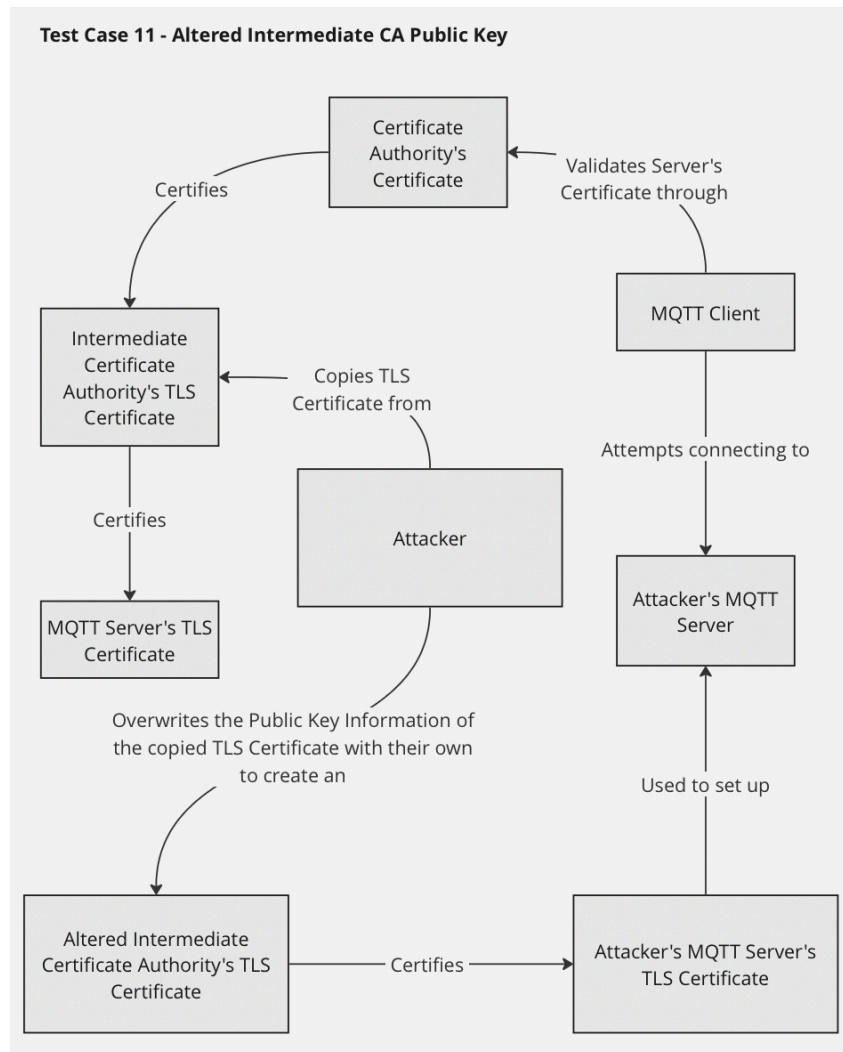 Test Case 11 - Altered Intermediate CA Public Key
Certificate
Authority's
Certificate
Validates Server's
Certificate through
Certifies
MQTT Client
Intermediate
Certificate
Authority's TLS
Certificate
Copies TLS
Certificate from
Attempts connecting to
Certifies
Attacker
Attacker's MQTT
Server
MQTT Server's TLS
Certificate
Overwrites the Public Key Information of
the copied TLS Certificate with their own
to create an
Used to set up
Altered Intermediate
Certificate Authority's TLS
Certificate
Certifies
Attacker's MQTT Server's
TLS Certificate